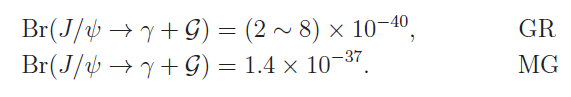 Br(J/ψ → γ + 𝒢) = (2 ∼ 8) × 10⁻⁴⁰, GR
Br(J/ψ → γ + 𝒢) = 1.4 × 10⁻³⁷. MG